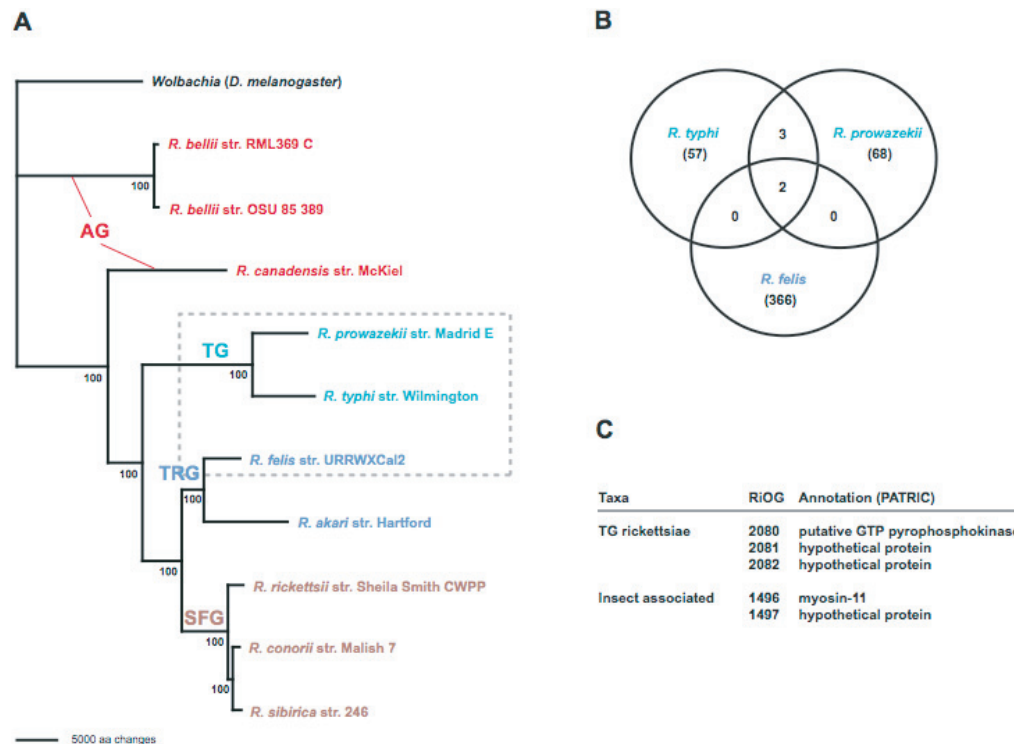 A
Wolbachia (D. melanogaster)
R. bellii str. RML369 C
100
R. bellii str. OSU 85 389
AG
R. canadensis str. McKiel
100
R. prowazekii str. Madrid E
TG
100
R. typhi str. Wilmington
100
R. felis str. URRWXCal2
TRG
100
R. akari str. Hartford
100
R. rickettsii str. Sheila Smith CWPP
SFG
100
R. conorii str. Malish 7
100
R. sibirica str. 246
5000 aa changes
B
R. typhi
(57)
3
R. prowazekii
(68)
2
0
0
R. felis
(366)
C
Taxa RiOG Annotation (PATRIC)
TG rickettsiae 2080 putative GTP pyrophosphokinase
2081 hypothetical protein
2082 hypothetical protein
Insect associated 1496 myosin-11
1497 hypothetical protein